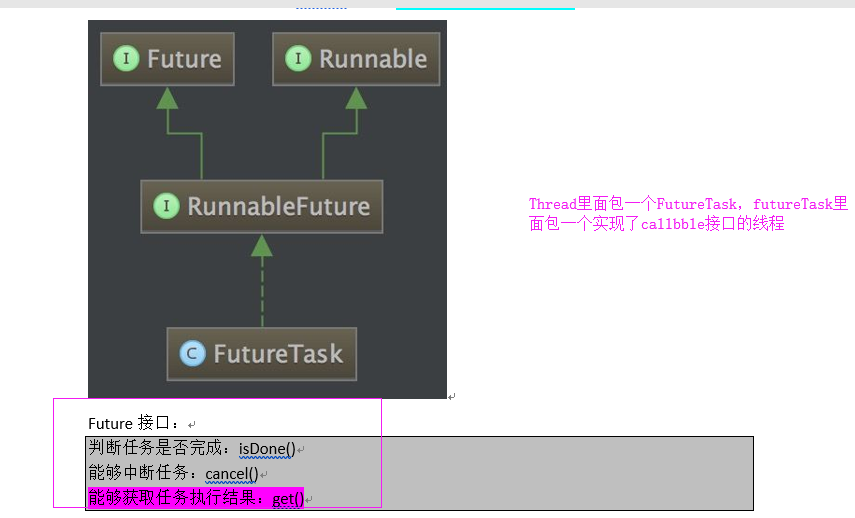 I Future
I Runnable
I RunnableFuture
Thread里面包一个FutureTask，futureTask里
面包一个实现了callbble接口的线程
C FutureTask
Future 接口：
判断任务是否完成：isDone()
能够中断任务：cancel()
能够获取任务执行结果：get()